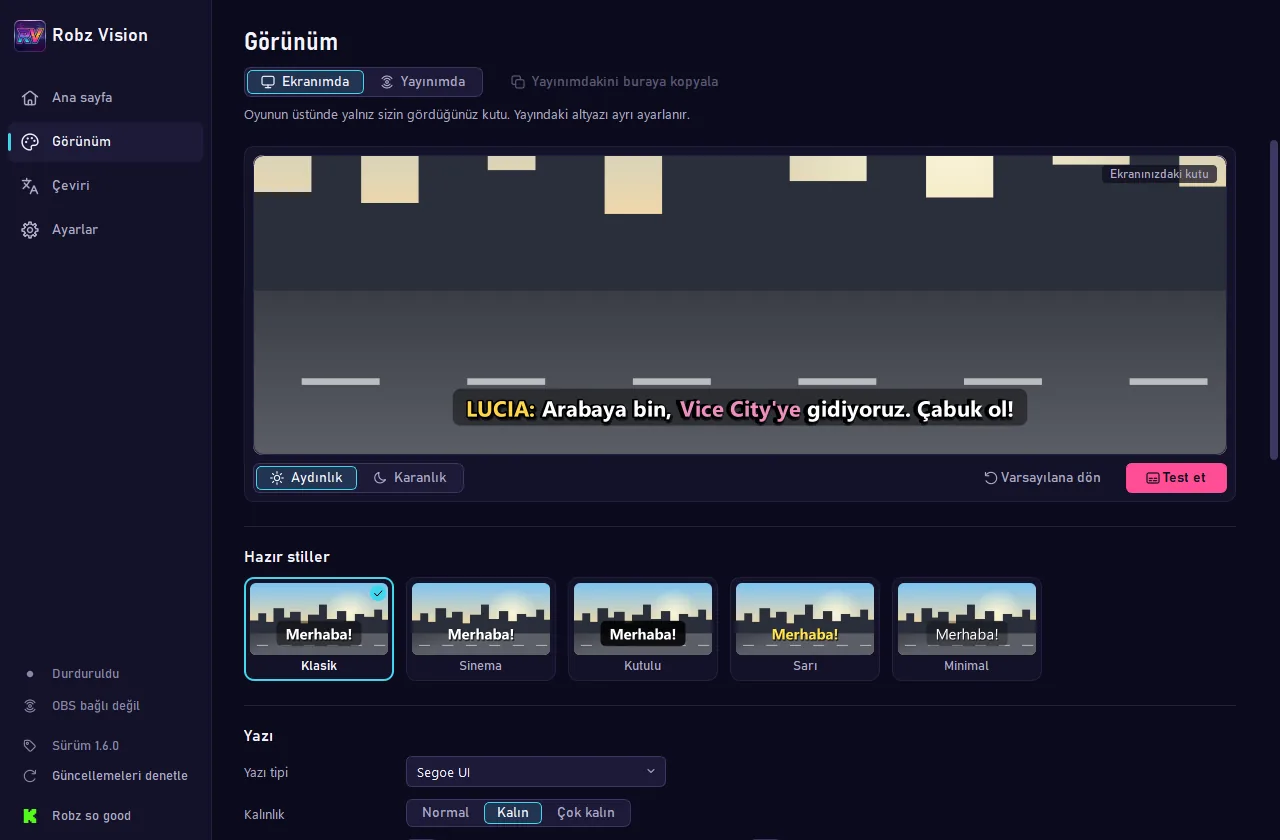 Robz Vision
Ana sayfa
Görünüm
Çeviri
Ayarlar
Durduruldu
OBS bağlı değil
Sürüm 1.6.0
Güncellemeleri denetle
Robz so good
Görünüm
Ekranımda
Yayınımda
Yayınımdakini buraya kopyala
Oyunun üstünde yalnız sizin gördüğünüz kutu. Yayındaki altyazı ayrı ayarlanır.
Ekranınızdaki kutu
LUCIA: Arabaya bin, Vice City'ye gidiyoruz. Çabuk ol!
Aydınlık
Karanlık
Varsayılana dön
Test et
Hazır stiller
Merhaba!
Klasik
Merhaba!
Sinema
Merhaba!
Kutulu
Merhaba!
Sarı
Merhaba!
Minimal
Yazı
Yazı tipi
Segoe UI
Kalınlık
Normal
Kalın
Çok kalın